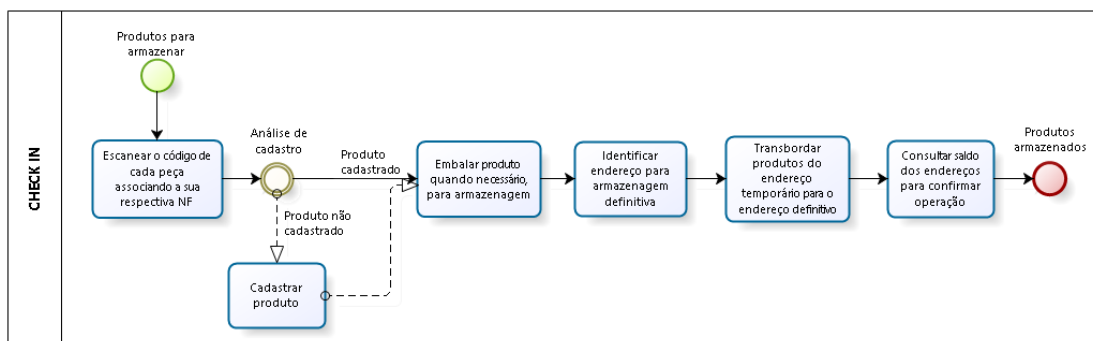 CHECK IN
Produtos para
armazenar
Escanear o código de
cada peça
associando a sua
respectiva NF
Análise de
cadastro
Produto
cadastrado
Produto não
cadastrado
Cadastrar
produto
Embalar produto
quando necessário,
para armazenagem
Identificar
endereço para
armazenagem
definitiva
Transbordar
produtos do
endereço
temporário para o
endereço definitivo
Consultar saldo
dos endereços
para confirmar
operação
Produtos
armazenados